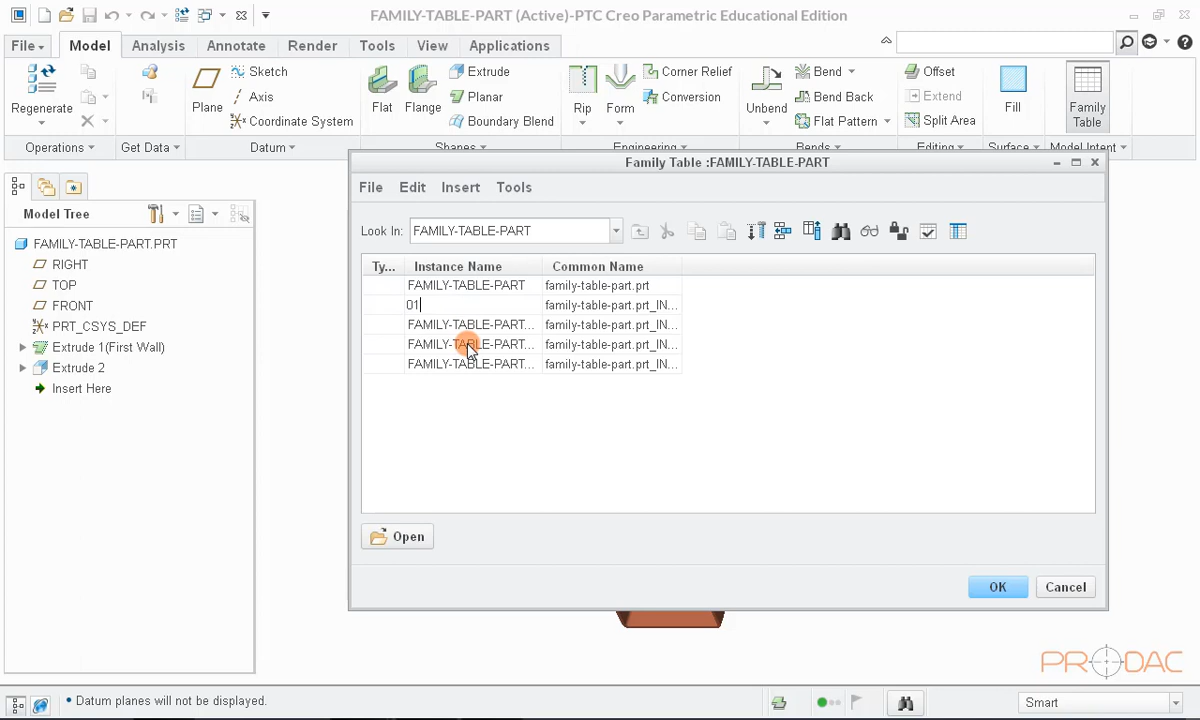 FAMILY-TABLE-PART (Active)-PTC Creo Parametric Educational Edition
File Model Analysis Annotate Render Tools View Applications
Regenerate
Operations
Get Data
Plane
Sketch
Axis
Coordinate System
Datum
Flat
Flange
Extrude
Planar
Boundary Blend
Shapes
Rip
Form
Corner Relief
Conversion
Engineering
Unbend
Bend
Bend Back
Flat Pattern
Bends
Offset
Extend
Split Area
Editing
Fill
Surface
Family
Table
Model Intent
Model Tree
FAMILY-TABLE-PART.PRT
RIGHT
TOP
FRONT
PRT_CSYS_DEF
Extrude 1(First Wall)
Extrude 2
Insert Here
Family Table :FAMILY-TABLE-PART
File Edit Insert Tools
Look In: FAMILY-TABLE-PART
Ty... Instance Name Common Name
FAMILY-TABLE-PART family-table-part.prt
01 family-table-part.prt_IN...
FAMILY-TABLE-PART... family-table-part.prt_IN...
FAMILY-TABLE-PART... family-table-part.prt_IN...
FAMILY-TABLE-PART... family-table-part.prt_IN...
Open
OK Cancel
PRODAC
• Datum planes will not be displayed.
Smart